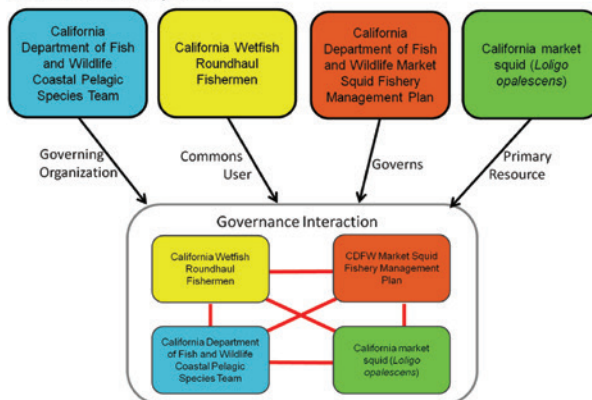 California
Department of Fish
and Wildlife
Coastal Pelagic
Species Team
California Wetfish
Roundhaul
Fishermen
California
Department of Fish
and Wildlife Market
Squid Fishery
Management Plan
California market
squid (Loligo
opalescens)
Governing
Organization
Commons
User
Governs
Primary
Resource
Governance Interaction
California Wetfish
Roundhaul
Fishermen
CDFW Market Squid
Fishery Management
Plan
California Department
of Fish and Wildlife
Coastal Pelagic
Species Team
California market
squid (Loligo
opalescens)